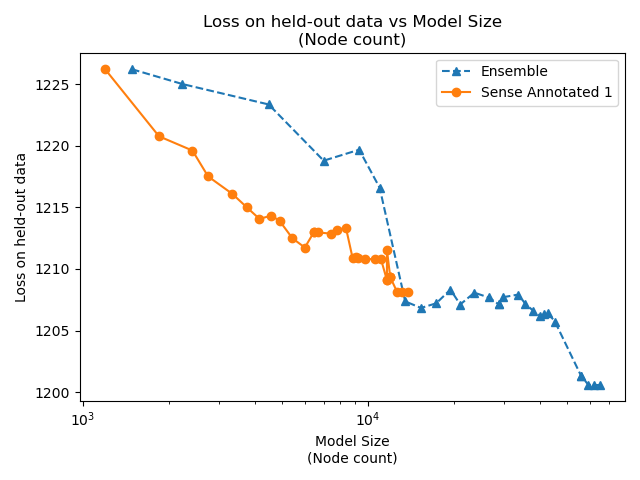 Loss on held-out data vs Model Size
(Node count)
Ensemble
Sense Annotated 1
Loss on held-out data
1225
1220
1215
1210
1205
1200
10³
10⁴
Model Size
(Node count)